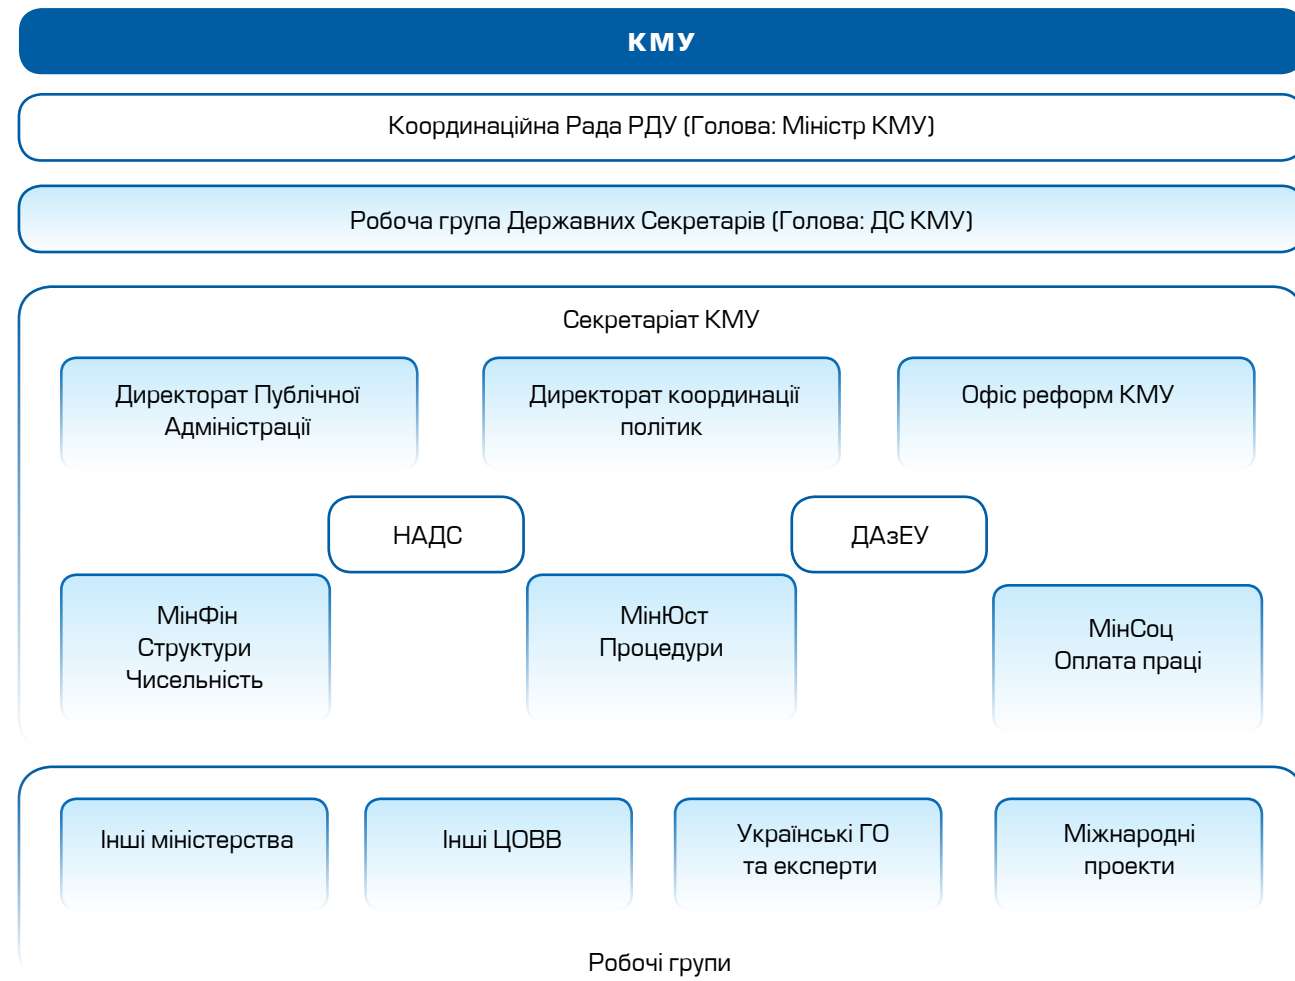 КМУ
Координаційна Рада РДУ (Голова: Міністр КМУ)
Робоча група Державних Секретарів (Голова: ДС КМУ)
Секретаріат КМУ
Директорат Публічної
Адміністрації
Директорат координації
політик
Офіс реформ КМУ
НАДС
ДАзЕУ
МінФін
Структури
Чисельність
МінЮст
Процедури
МінСоц
Оплата праці
Інші міністерства
Інші ЦОВВ
Українські ГО
та експерти
Міжнародні
проекти
Робочі групи